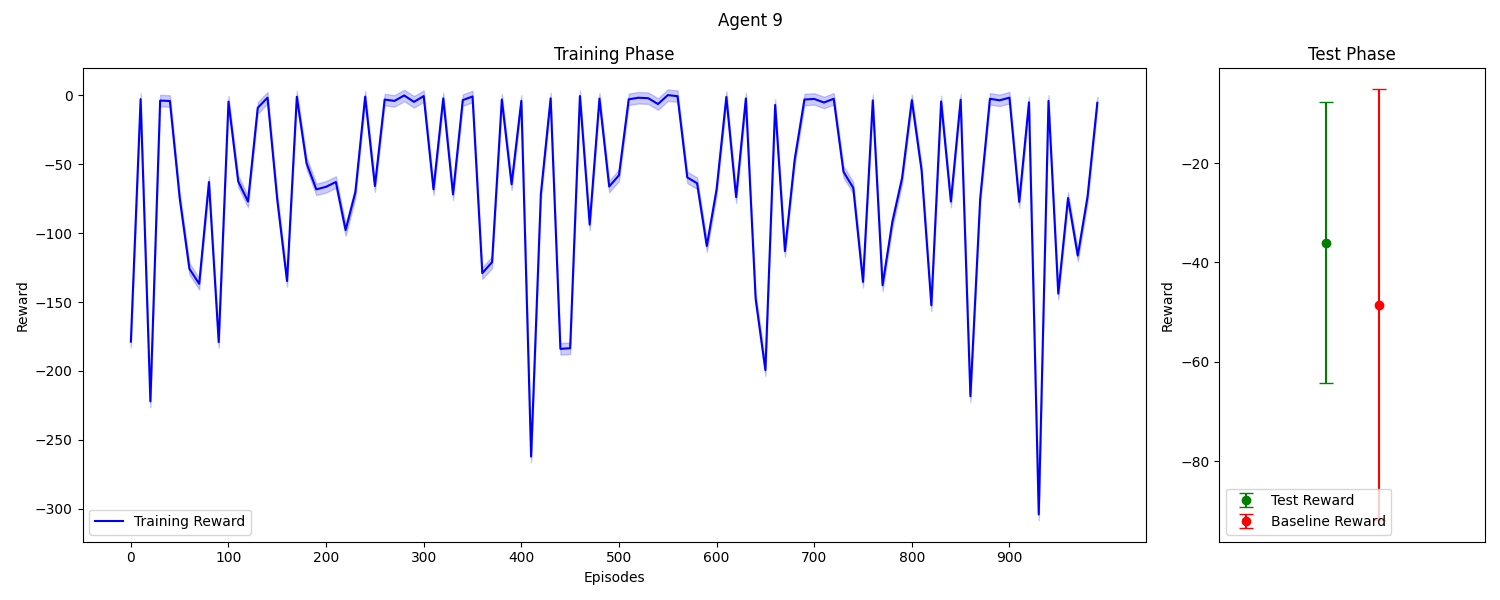 Agent 9
Training Phase
Reward
0
−50
−100
−150
−200
−250
−300
Training Reward
0 100 200 300 400 500 600 700 800 900
Episodes
Test Phase
Reward
−20
−40
−60
−80
Test Reward
Baseline Reward